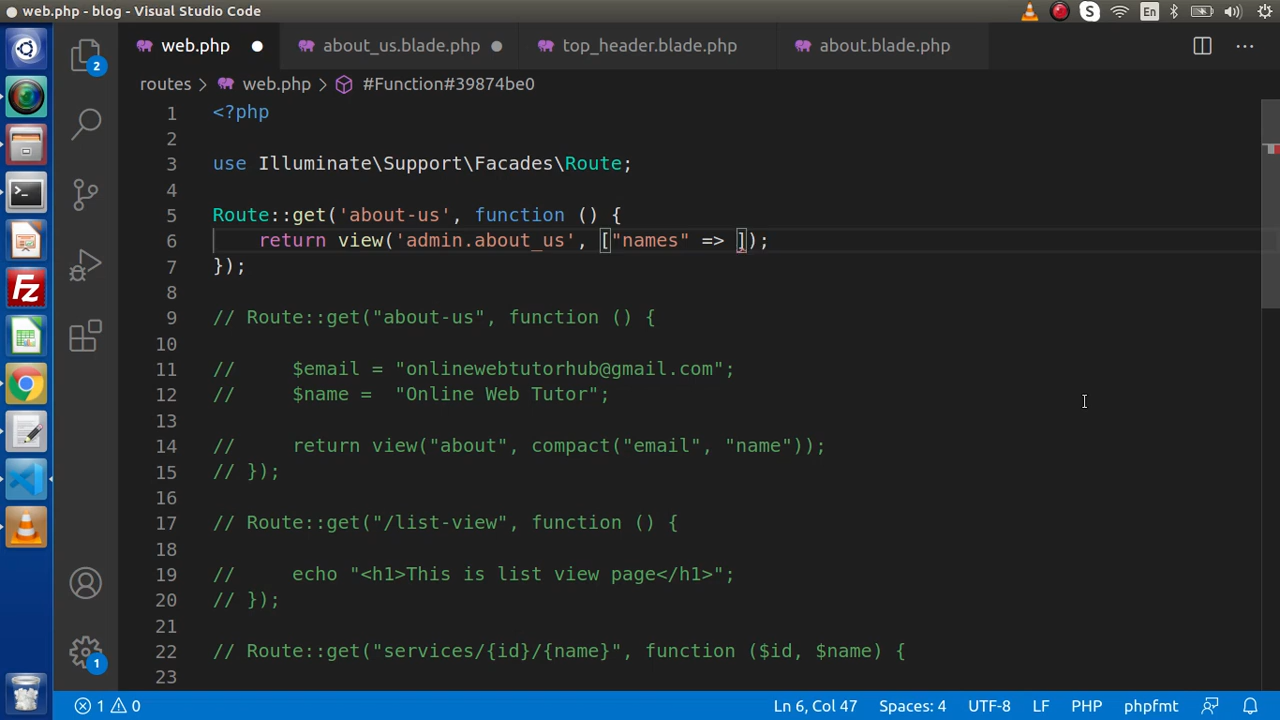 web.php - blog - Visual Studio Code
S
En
web.php
about_us.blade.php
top_header.blade.php
about.blade.php
routes > web.php > #Function#39874be0
2
1
1 <?php
2
3 use Illuminate\Support\Facades\Route;
4
5 Route::get('about-us', function () {
6 return view('admin.about_us', ["names" => ]);
7 });
8
9 // Route::get("about-us", function () {
10
11 // $email = "onlinewebtutorhub@gmail.com";
12 // $name =  "Online Web Tutor";
13
14 // return view("about", compact("email", "name"));
15 // });
16
17 // Route::get("/list-view", function () {
18
19 // echo "<h1>This is list view page</h1>";
20 // });
21
22 // Route::get("services/{id}/{name}", function ($id, $name) {
23
1 0 Ln 6, Col 47 Spaces: 4 UTF-8 LF PHP phpfmt